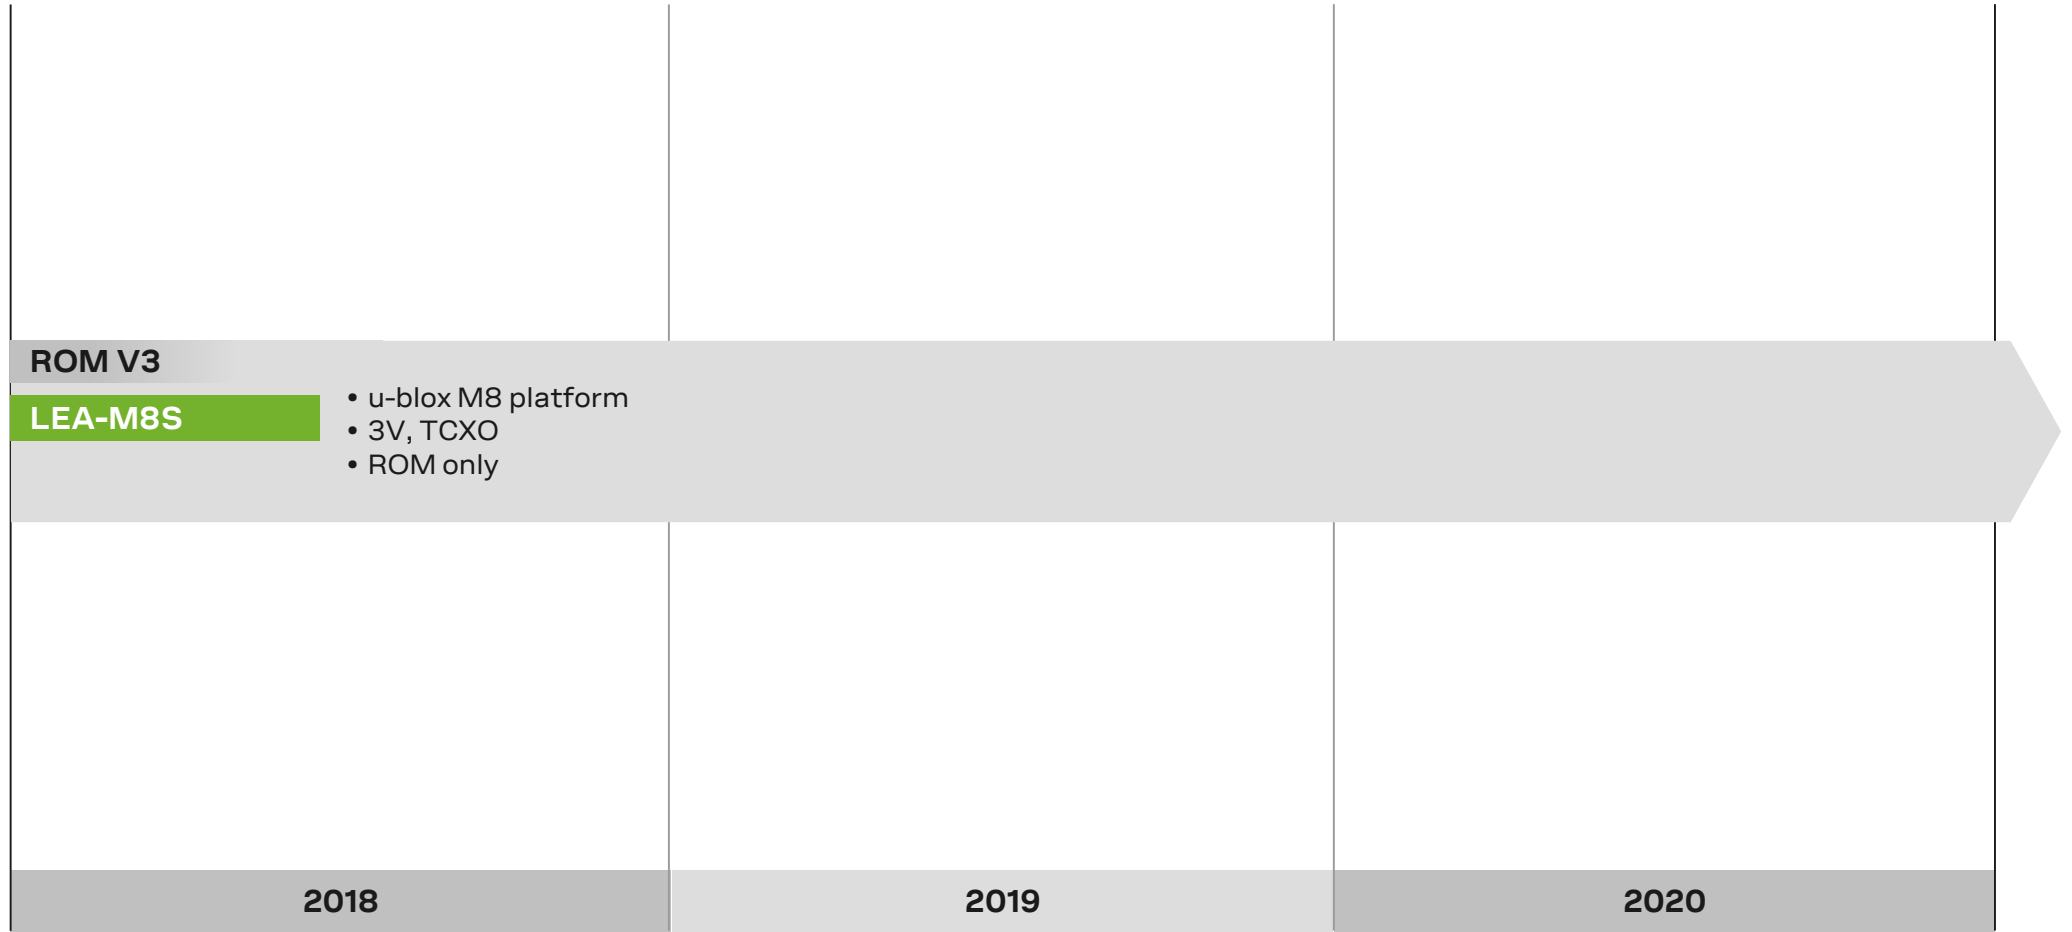 ROM V3
LEA-M8S
• u-blox M8 platform
• 3V, TCXO
• ROM only
2018
2019
2020